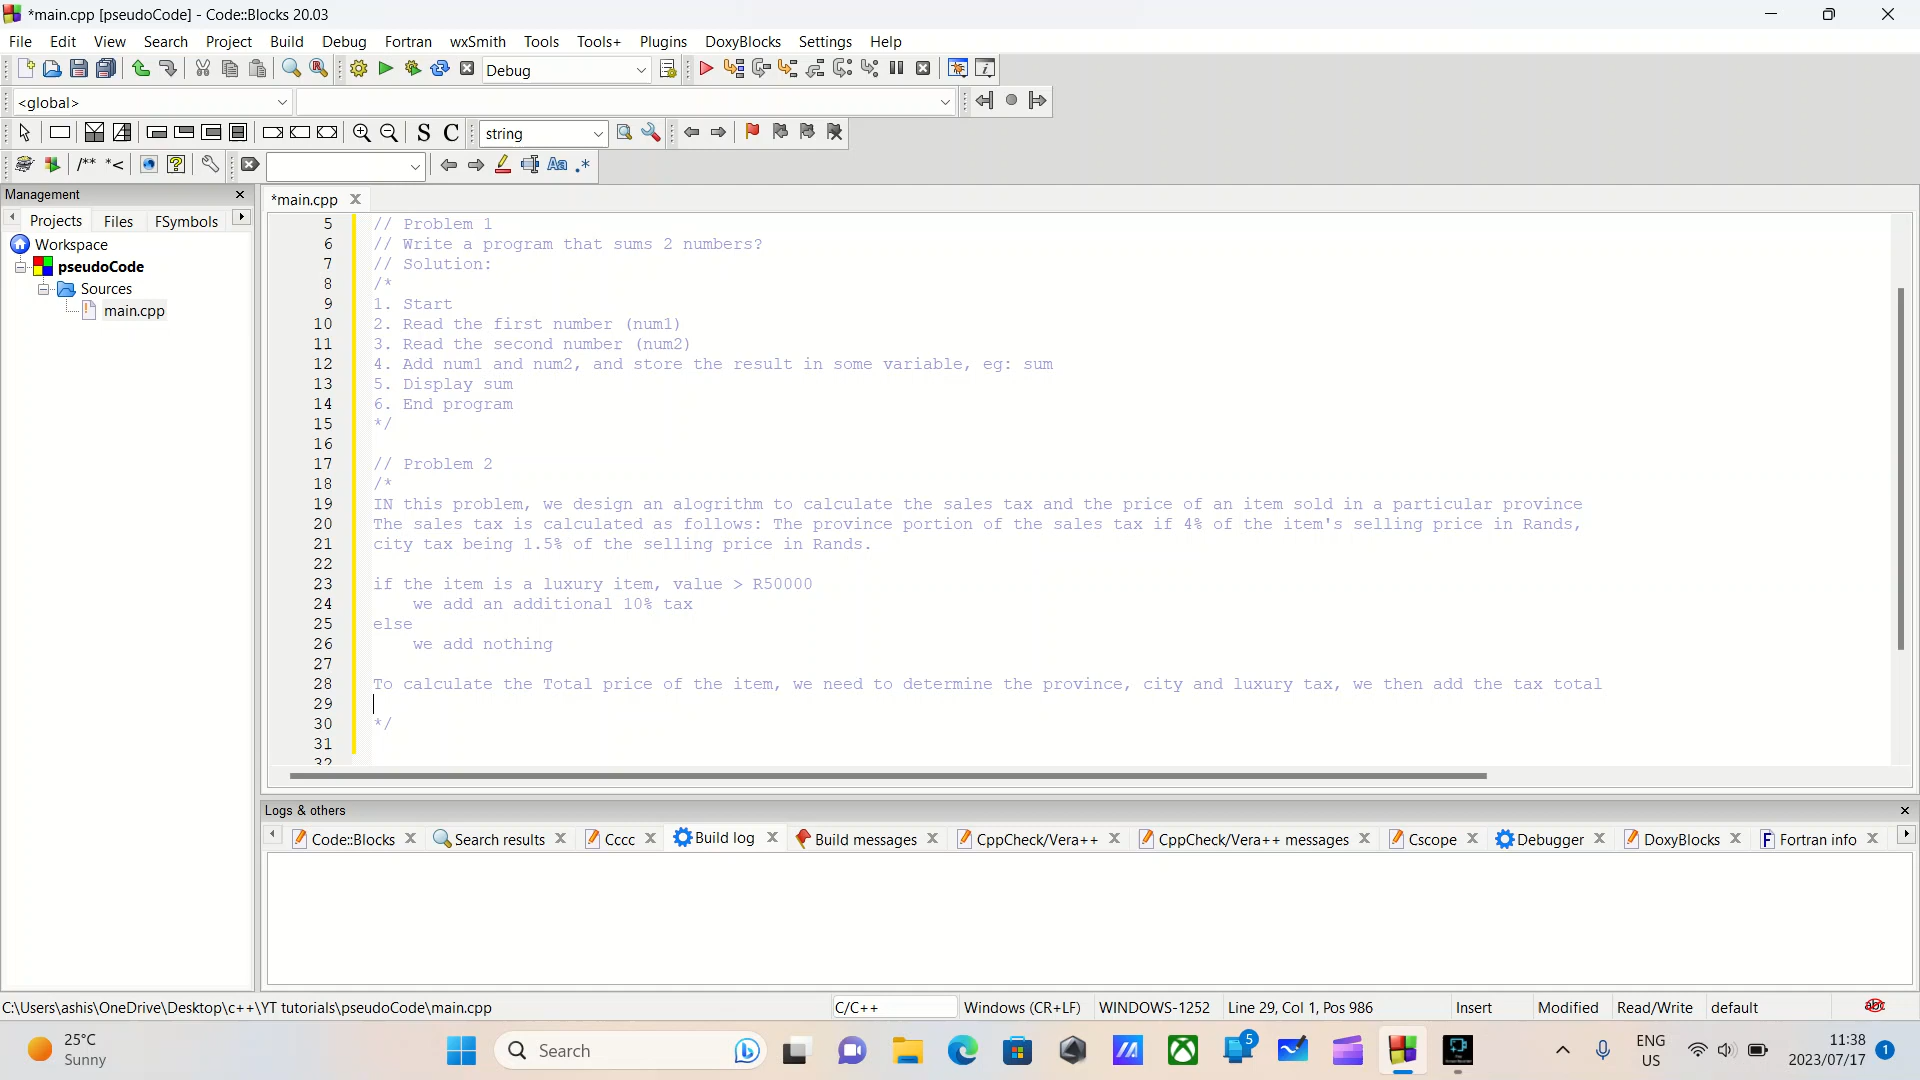 *main.cpp [pseudoCode] - Code::Blocks 20.03
File Edit View Search Project Build Debug Fortran wxSmith Tools Tools+ Plugins DoxyBlocks Settings Help
Debug
<global>
S C string
/** *< Aa .*
Management
Projects Files FSymbols
Workspace
pseudoCode
Sources
main.cpp
*main.cpp
5 // Problem 1
6 // Write a program that sums 2 numbers?
7 // Solution:
8 /*
9 1. Start
10 2. Read the first number (num1)
11 3. Read the second number (num2)
12 4. Add num1 and num2, and store the result in some variable, eg: sum
13 5. Display sum
14 6. End program
15 */
16
17 // Problem 2
18 /*
19 IN this problem, we design an alogrithm to calculate the sales tax and the price of an item sold in a particular province
20 The sales tax is calculated as follows: The province portion of the sales tax if 4% of the item's selling price in Rands,
21 city tax being 1.5% of the selling price in Rands.
22
23 if the item is a luxury item, value > R50000
24 we add an additional 10% tax
25 else
26 we add nothing
27
28 To calculate the Total price of the item, we need to determine the province, city and luxury tax, we then add the tax total
29
30 */
31
32
Logs & others
Code::Blocks Search results Cccc Build log Build messages CppCheck/Vera++ CppCheck/Vera++ messages Cscope Debugger DoxyBlocks Fortran info
C:\Users\ashis\OneDrive\Desktop\c++\YT tutorials\pseudoCode\main.cpp C/C++ Windows (CR+LF) WINDOWS-1252 Line 29, Col 1, Pos 986 Insert Modified Read/Write default abc
25°C
Sunny
Search
5
ENG
US
11:38
2023/07/17
1